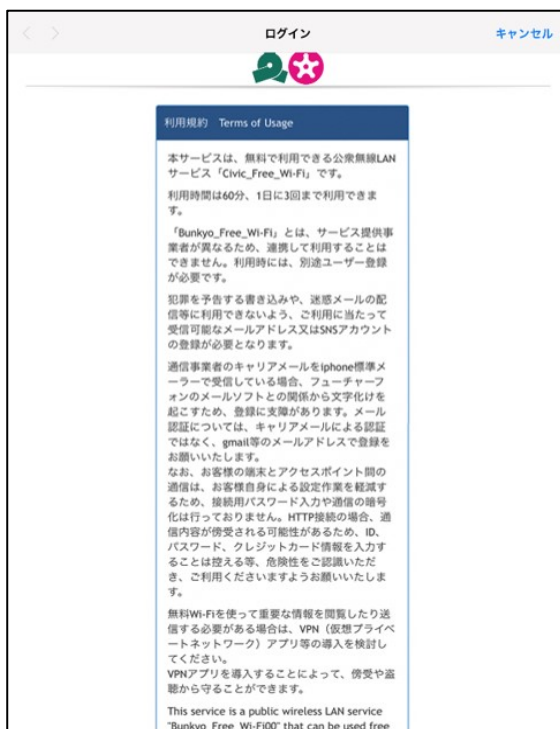 ログイン
キャンセル
利用規約　Terms of Usage
本サービスは、無料で利用できる公衆無線LAN
サービス「Civic_Free_Wi-Fi」です。
利用時間は60分、1日に3回まで利用できま
す。
「Bunkyo_Free_Wi-Fi」とは、サービス提供事
業者が異なるため、連携して利用することは
できません。利用時には、別途ユーザー登録
が必要です。
犯罪を予告する書き込みや、迷惑メールの配
信等に利用できないよう、ご利用に当たって
受信可能なメールアドレス又はSNSアカウント
の登録が必要となります。
通信事業者のキャリアメールをiphone標準メ
ーラーで受信している場合、フューチャーフ
ォンのメールソフトとの関係から文字化けを
起こすため、登録に支障があります。メール
認証については、キャリアメールによる認証
ではなく、gmail等のメールアドレスで登録を
お願いいたします。
なお、お客様の端末とアクセスポイント間の
通信は、お客様自身による設定作業を軽減す
るため、接続用パスワード入力や通信の暗号
化は行っておりません。HTTP接続の場合、通
信内容が傍受される可能性があるため、ID、
パスワード、クレジットカード情報を入力す
ることは控える等、危険性をご認識いただ
き、ご利用くださいますようお願いいたしま
す。
無料Wi-Fiを使って重要な情報を閲覧したり送
信する必要がある場合は、VPN（仮想プライベ
ートネットワーク）アプリ等の導入を検討し
てください。
VPNアプリを導入することによって、傍受や盗
聴から守ることができます。
This service is a public wireless LAN service
"Bunkyo_Free_Wi-Fi00" that can be used free